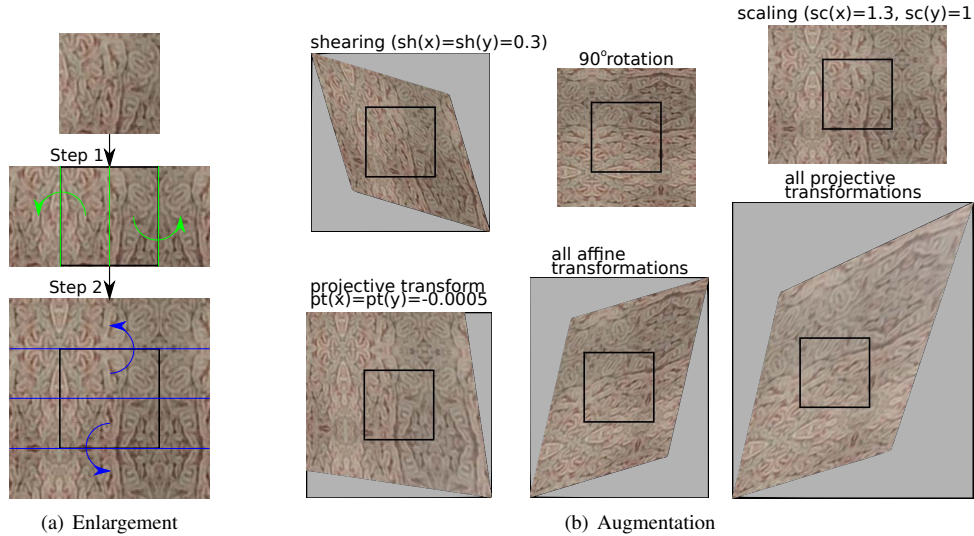 Step 1
Step 2
(a) Enlargement
shearing (sh(x)=sh(y)=0.3)
90°rotation
scaling (sc(x)=1.3, sc(y)=1
projective transform
pt(x)=pt(y)=-0.0005
all affine
transformations
all projective
transformations
(b) Augmentation